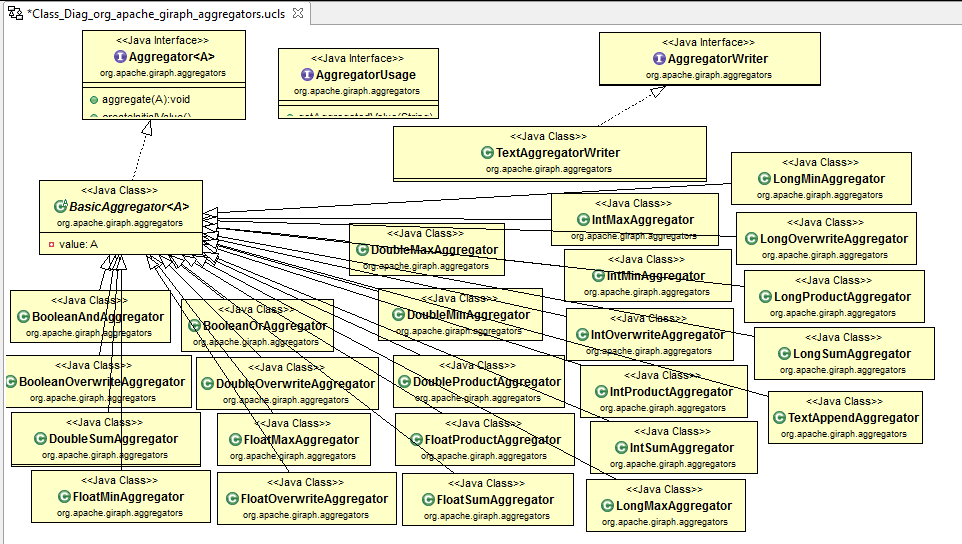 *Class_Diag_org_apache_giraph_aggregators.ucls
<<Java Interface>>
Aggregator<A>
org.apache.giraph.aggregators
aggregate(A):void
createInitialValue()
<<Java Interface>>
AggregatorUsage
org.apache.giraph.aggregators
getAggregatedValue(String)
<<Java Interface>>
AggregatorWriter
org.apache.giraph.aggregators
<<Java Class>>
TextAggregatorWriter
org.apache.giraph.aggregators
<<Java Class>>
BasicAggregator<A>
org.apache.giraph.aggregators
value: A
<<Java Class>>
LongMinAggregator
org.apache.giraph.aggregators
<<Java Class>>
IntMaxAggregator
org.apache.giraph.aggregators
<<Java Class>>
LongOverwriteAggregator
org.apache.giraph.aggregators
<<Java Class>>
DoubleMaxAggregator
org.apache.giraph.aggregators
<<Java Class>>
IntMinAggregator
org.apache.giraph.aggregators
<<Java Class>>
LongProductAggregator
org.apache.giraph.aggregators
<<Java Class>>
BooleanAndAggregator
org.apache.giraph.aggregators
<<Java Class>>
BooleanOrAggregator
org.apache.giraph.aggregators
<<Java Class>>
DoubleMinAggregator
org.apache.giraph.aggregators
<<Java Class>>
IntOverwriteAggregator
org.apache.giraph.aggregators
<<Java Class>>
LongSumAggregator
org.apache.giraph.aggregators
<<Java Class>>
BooleanOverwriteAggregator
org.apache.giraph.aggregators
<<Java Class>>
DoubleOverwriteAggregator
org.apache.giraph.aggregators
<<Java Class>>
DoubleProductAggregator
org.apache.giraph.aggregators
<<Java Class>>
IntProductAggregator
org.apache.giraph.aggregators
<<Java Class>>
TextAppendAggregator
org.apache.giraph.aggregators
<<Java Class>>
DoubleSumAggregator
org.apache.giraph.aggregators
<<Java Class>>
FloatMaxAggregator
org.apache.giraph.aggregators
<<Java Class>>
FloatProductAggregator
org.apache.giraph.aggregators
<<Java Class>>
IntSumAggregator
org.apache.giraph.aggregators
<<Java Class>>
FloatMinAggregator
org.apache.giraph.aggregators
<<Java Class>>
FloatOverwriteAggregator
org.apache.giraph.aggregators
<<Java Class>>
FloatSumAggregator
org.apache.giraph.aggregators
<<Java Class>>
LongMaxAggregator
org.apache.giraph.aggregators